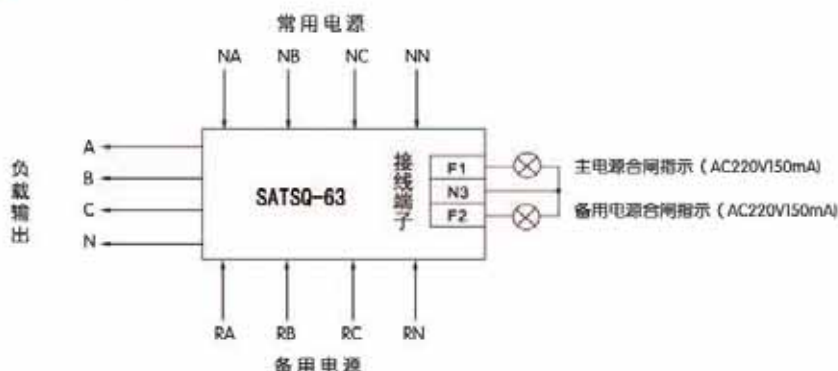 常用电源
NA NB NC NN
负载输出
A
B
C
N
SATSQ-63
接线端子
F1
N3
F2
主电源合闸指示（AC220V150mA)
备用电源合闸指示（AC220V150mA)
RA RB RC RN
备用电源